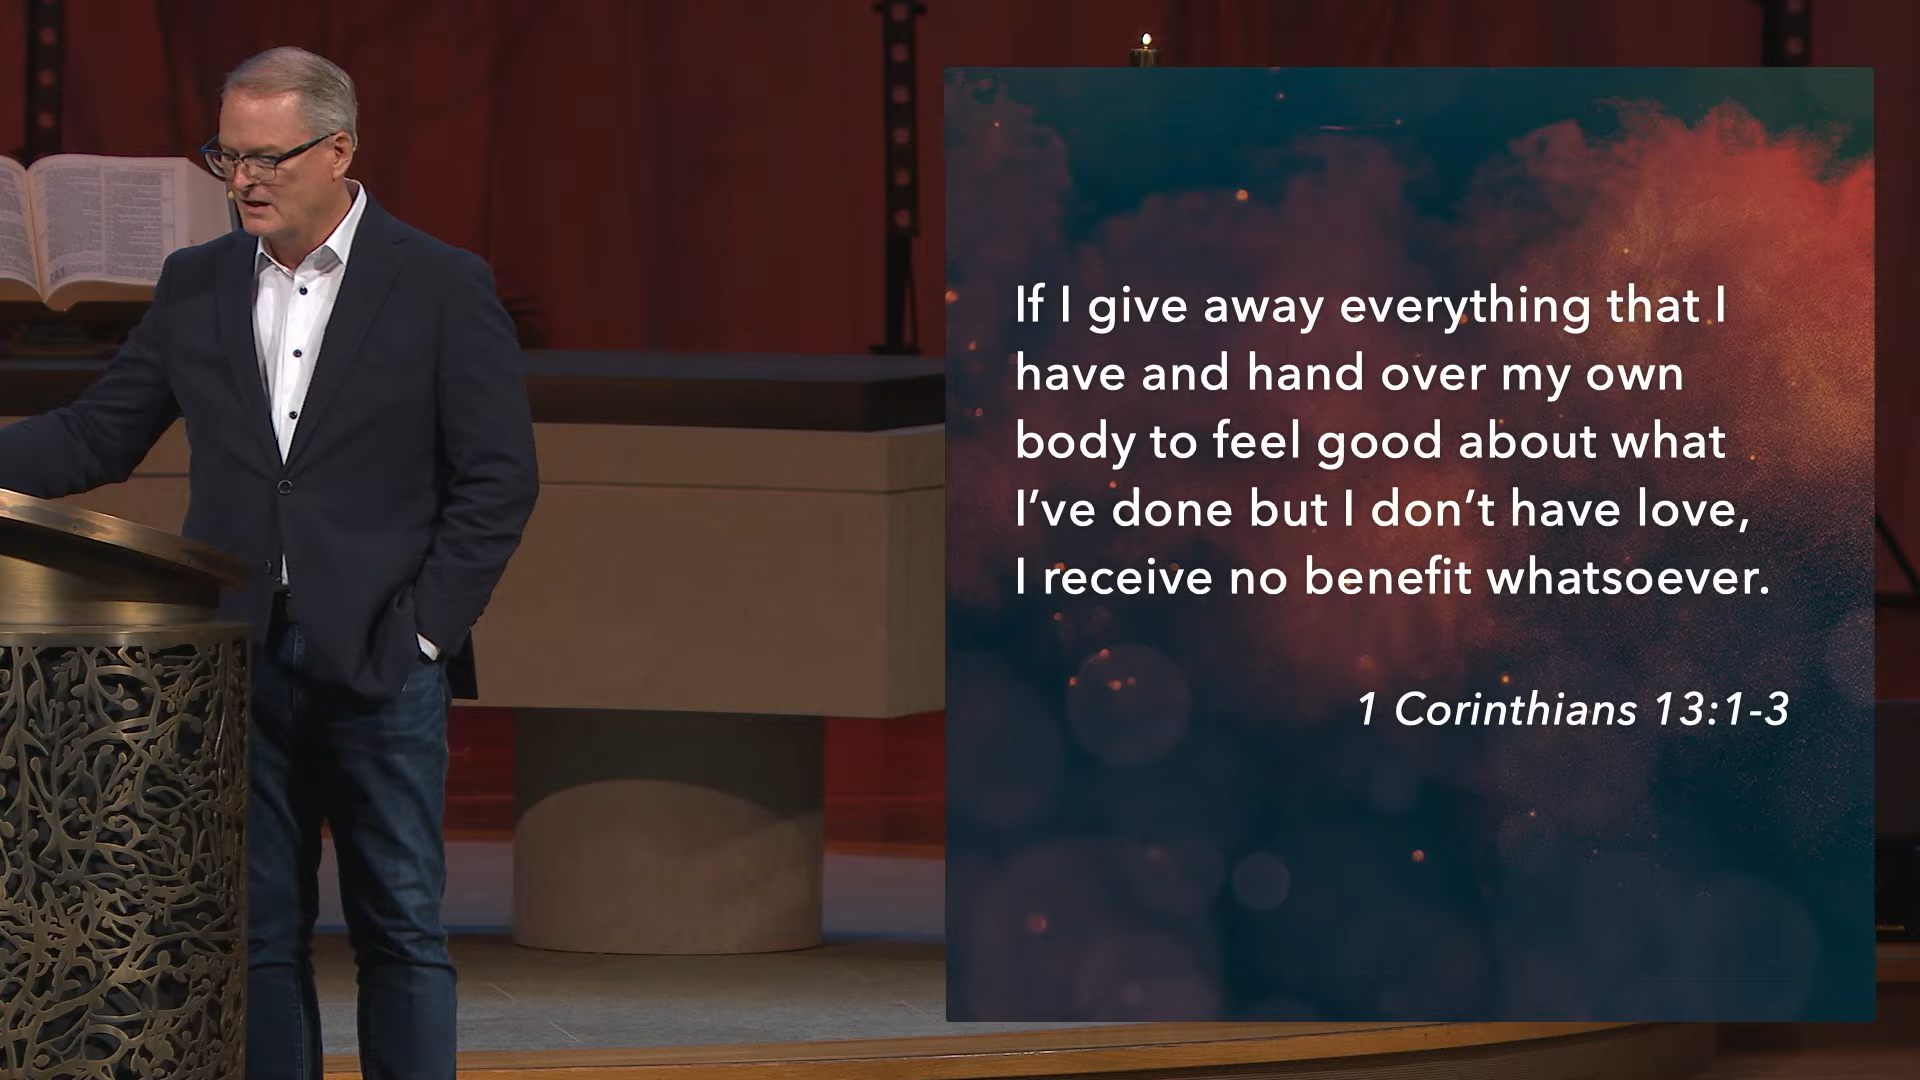 If I give away everything that I
have and hand over my own
body to feel good about what
I’ve done but I don’t have love,
I receive no benefit whatsoever.
1 Corinthians 13:1-3